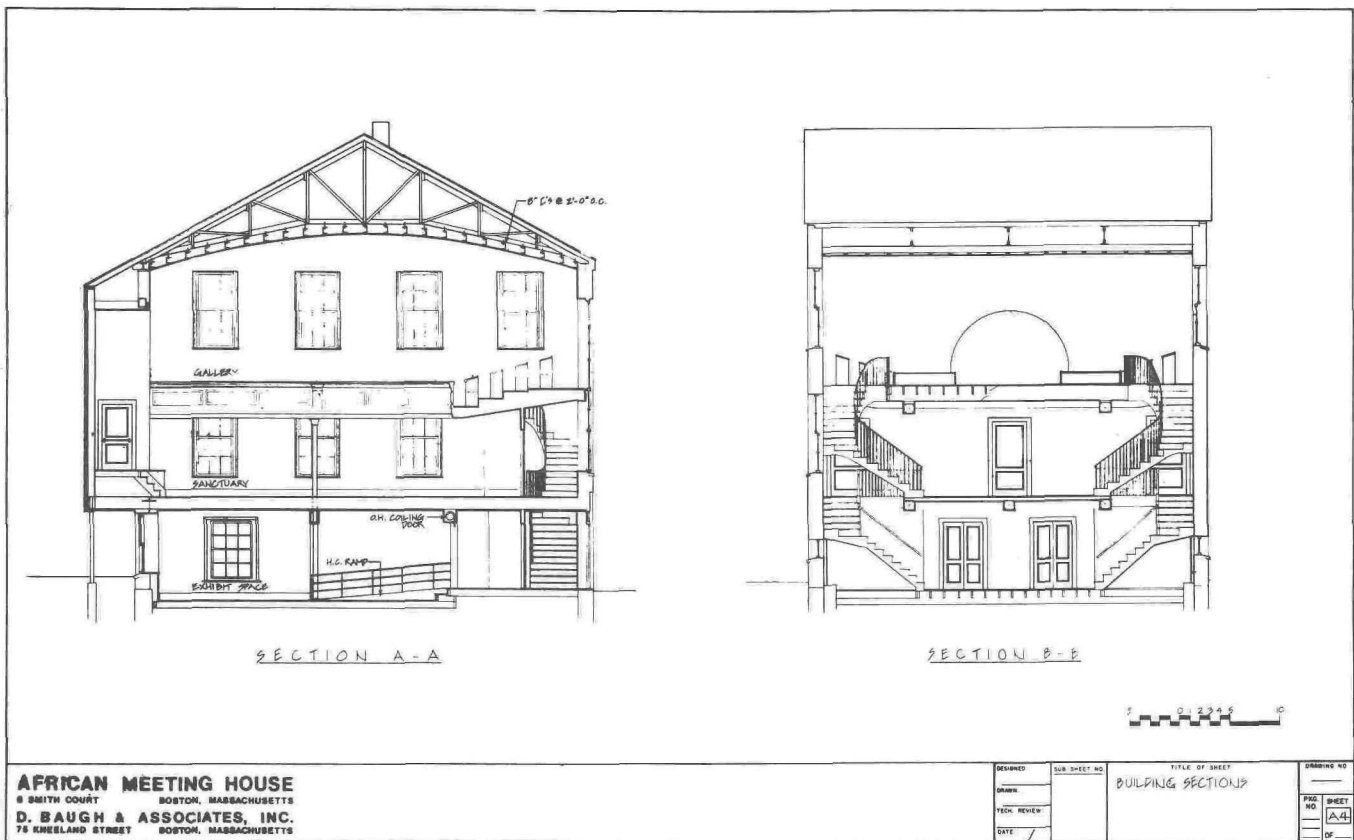 8" C's @ 2'-0" O.C.
GALLERY
SANCTUARY
O.H. COILING
DOOR
H.C. RAMP
EXHIBIT SPACE
SECTION A-A
SECTION B-B
5 0 1 2 3 4 5 10
AFRICAN MEETING HOUSE
8 SMITH COURT BOSTON, MASSACHUSETTS
D. BAUGH & ASSOCIATES, INC.
75 KNEELAND STREET BOSTON, MASSACHUSETTS
DESIGNED
DRAWN
TECH. REVIEW
DATE
SUB SHEET NO.
TITLE OF SHEET
BUILDING SECTIONS
DRAWING NO
PKG. NO.
SHEET
A4
OF